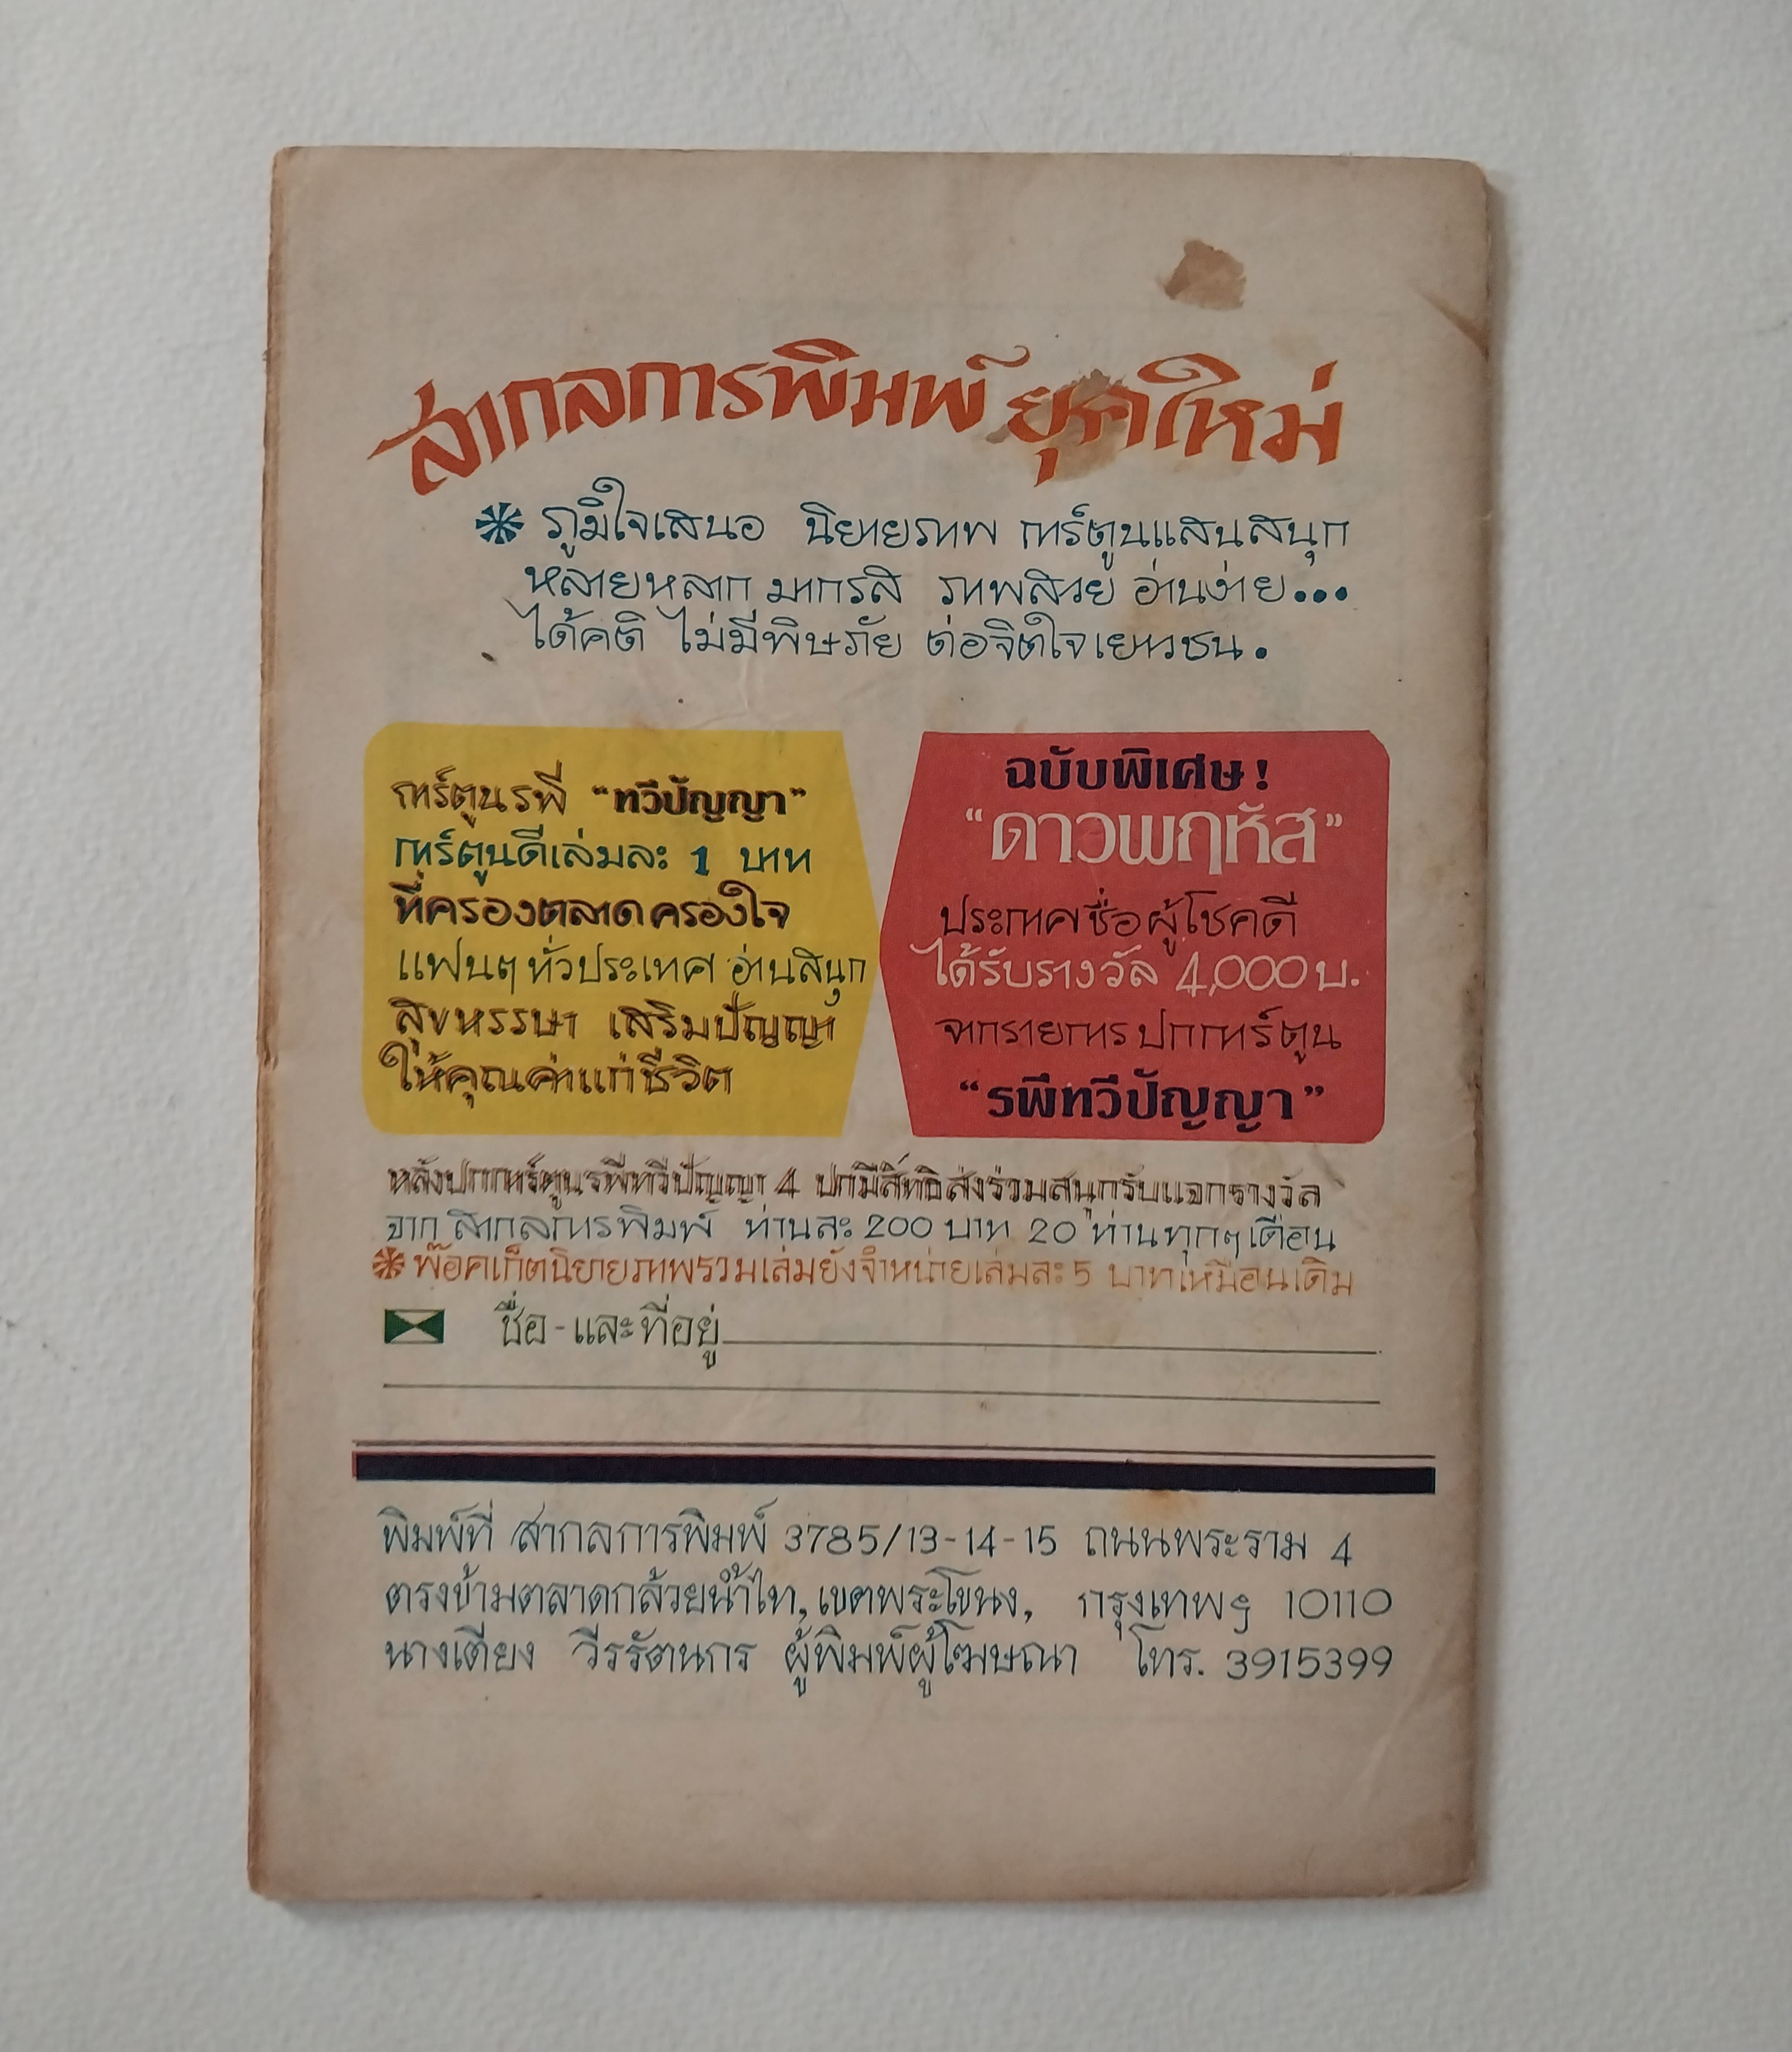 สากลการพิมพ์ ยุคใหม่
ภูมิใจเสนอ นิยายภาพ การ์ตูนแสนสนุก
หลายหลาก มากรส ภาพสวย อ่านง่าย...
ได้คติ ไม่มีพิษภัย ต่อจิตใจเยาวชน.
การ์ตูนรพี "ทวีปัญญา"
การ์ตูนดีเล่มละ 1 บาท
ที่ครองตลาดครองใจ
แฟนๆ ทั่วประเทศ อ่านสนุก
สุขหรรษา เสริมปัญญา
ให้คุณค่าแก่ชีวิต
ฉบับพิเศษ!
"ดาวพฤหัส"
ประกาศชื่อผู้โชคดี
ได้รับรางวัล 4,000 บ.
จากรายการปกการ์ตูน
"รพีทวีปัญญา"
หลังปกการ์ตูนรพีทวีปัญญา 4 ปกมีสิทธิส่งร่วมสนุกรับแจกรางวัล
จาก สากลการพิมพ์ ท่านละ 200 บาท 20 ท่านทุกๆเดือน
พ๊อคเก็ตนิยายภาพรวมเล่มยังจำหน่ายเล่มละ 5 บาทเหมือนเดิม
ชื่อ-และที่อยู่
พิมพ์ที่ สากลการพิมพ์ 3785/13-14-15 ถนนพระราม 4
ตรงข้ามตลาดกล้วยน้ำไท, เขตพระโขนง, กรุงเทพฯ 10110
นางเตียง วีรรัตนกร ผู้พิมพ์ผู้โฆษณา โทร. 3915399